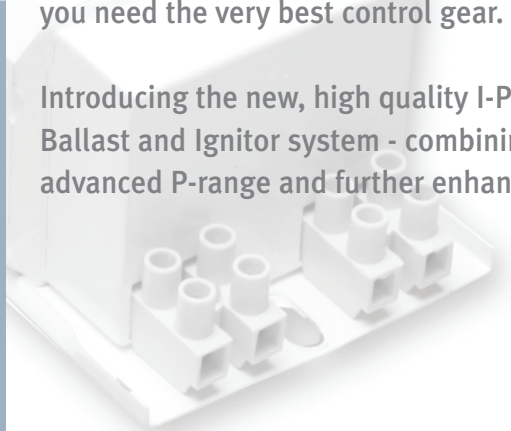 you need the very best control gear.
Introducing the new, high quality I-P
Ballast and Ignitor system - combinin
advanced P-range and further enhan